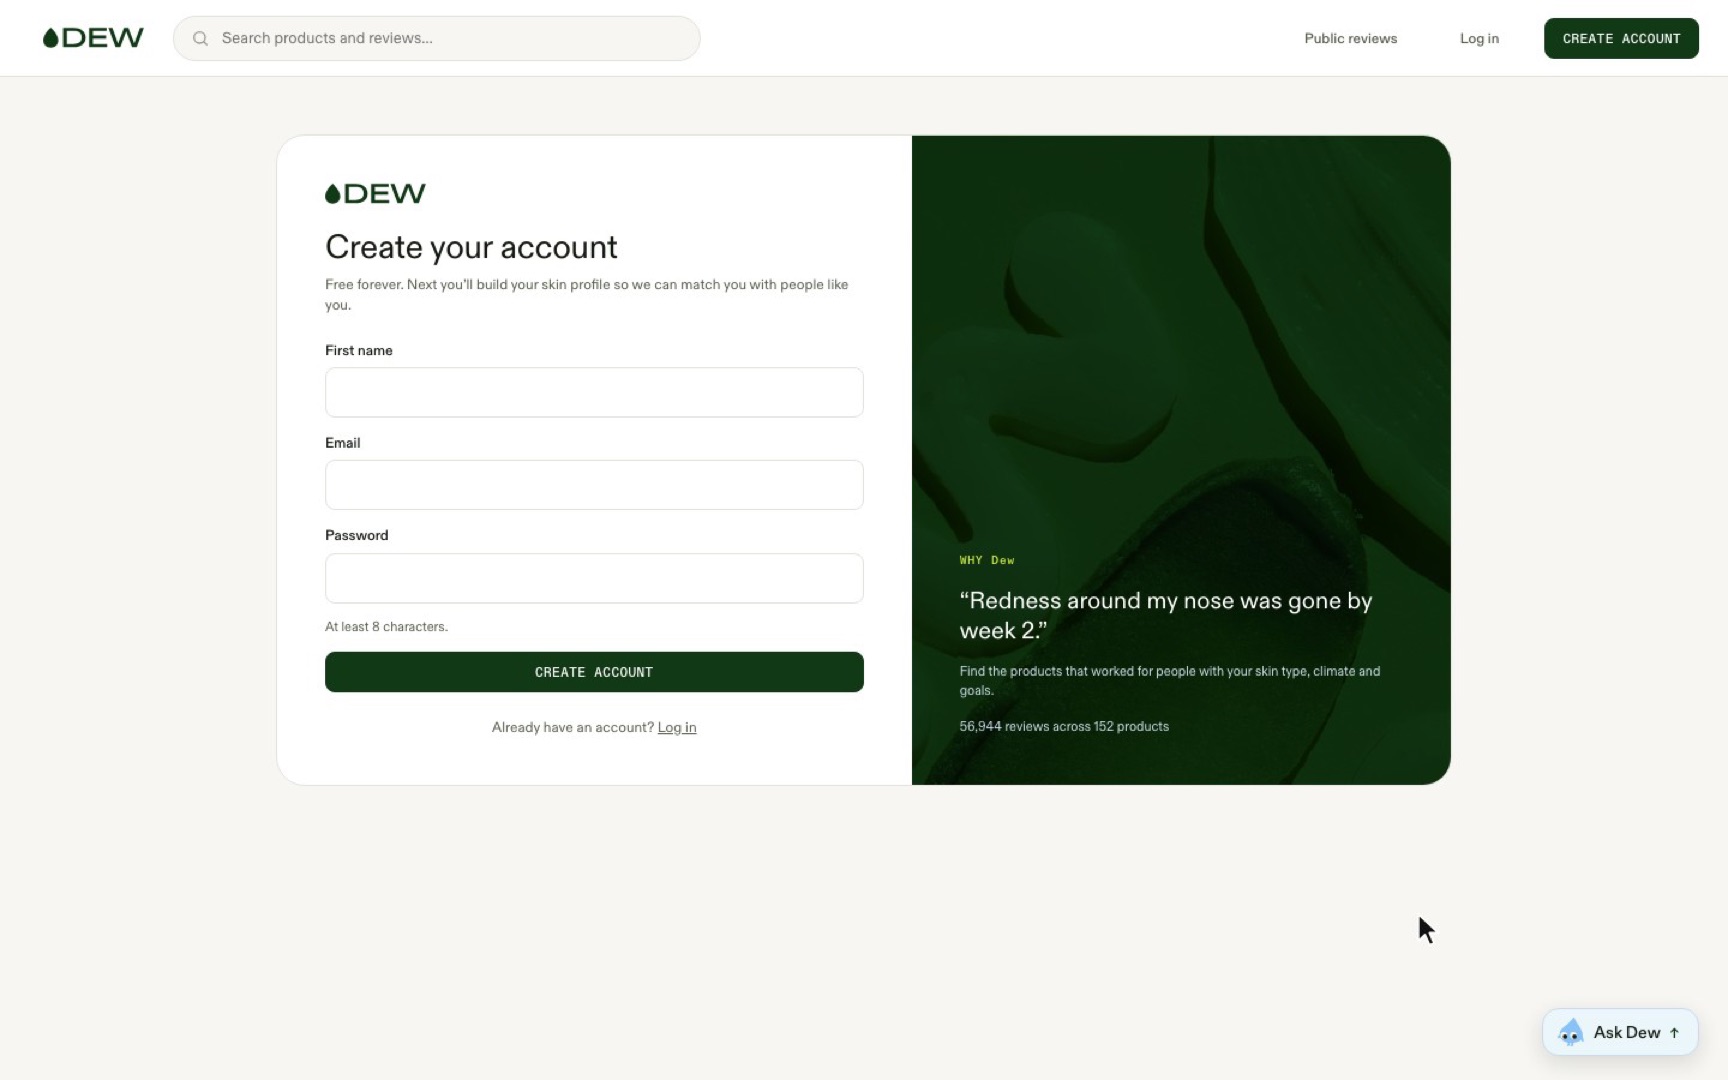 DEW
Search products and reviews...
Public reviews
Log in
CREATE ACCOUNT
DEW
Create your account
Free forever. Next you'll build your skin profile so we can match you with people like
you.
First name
Email
Password
At least 8 characters.
CREATE ACCOUNT
Already have an account? Log in
WHY Dew
“Redness around my nose was gone by
week 2.”
Find the products that worked for people with your skin type, climate and
goals.
56,944 reviews across 152 products
Ask Dew ↑